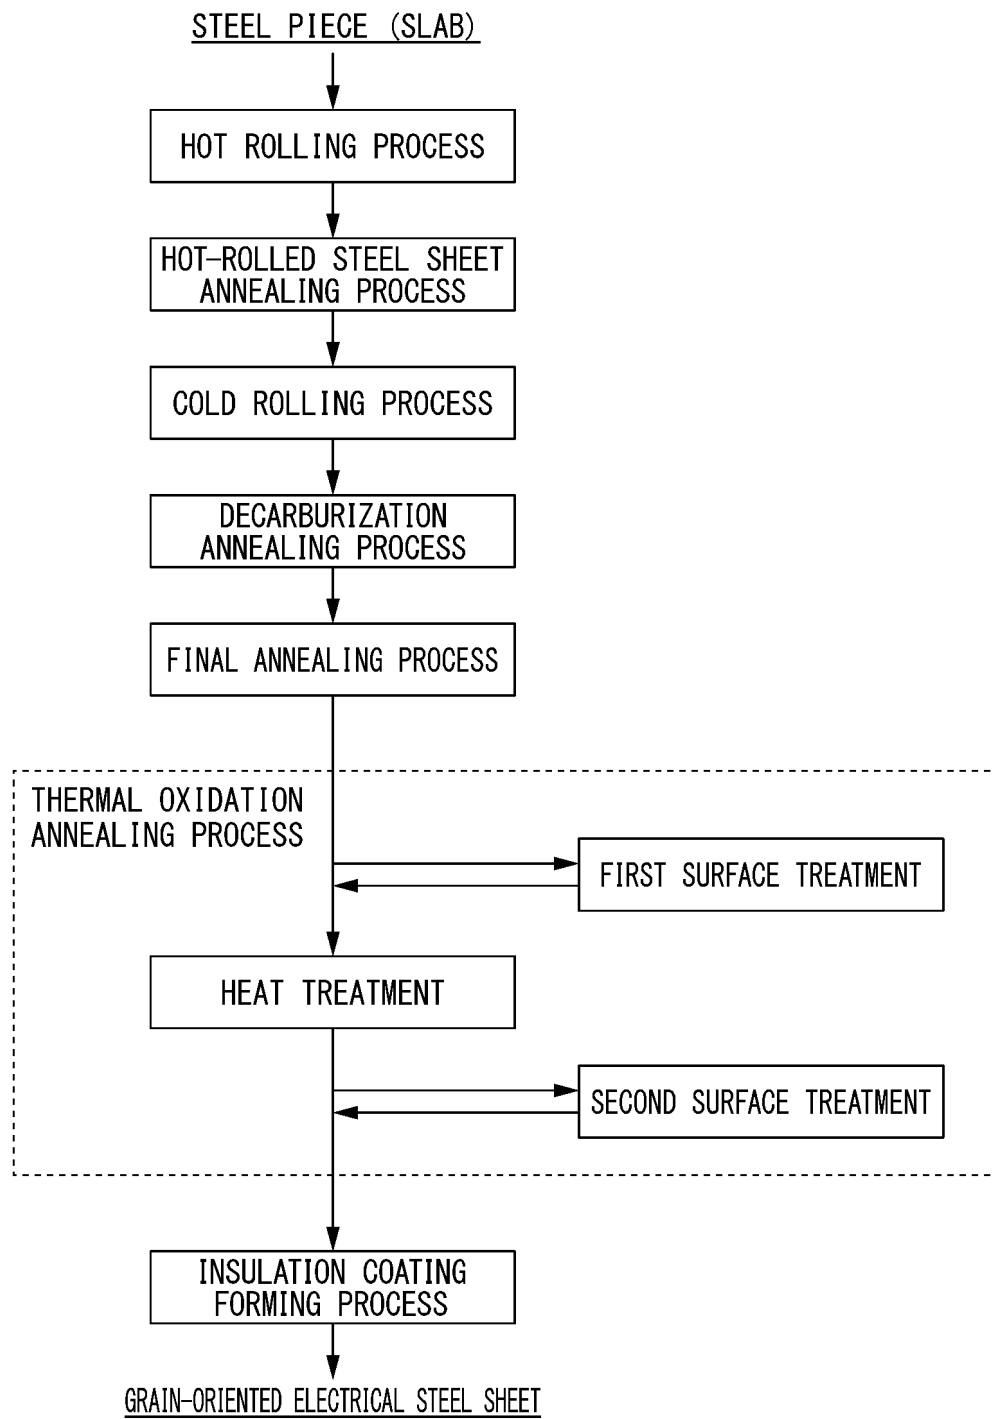 STEEL PIECE (SLAB)
HOT ROLLING PROCESS
HOT-ROLLED STEEL SHEET
ANNEALING PROCESS
COLD ROLLING PROCESS
DECARBURIZATION
ANNEALING PROCESS
FINAL ANNEALING PROCESS
THERMAL OXIDATION
ANNEALING PROCESS
FIRST SURFACE TREATMENT
HEAT TREATMENT
SECOND SURFACE TREATMENT
INSULATION COATING
FORMING PROCESS
GRAIN-ORIENTED ELECTRICAL STEEL SHEET